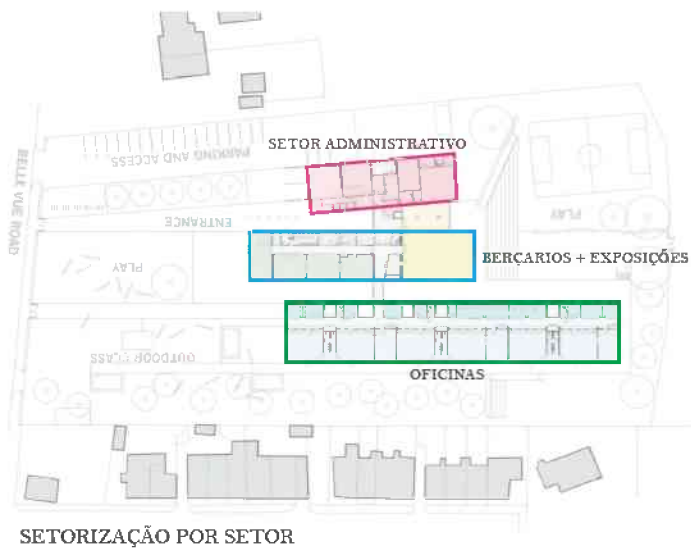 SETOR ADMINISTRATIVO
PARKING AND ACCESS
BELLE VUE ROAD
ENTRANCE
PLAY
BERÇARIOS + EXPOSIÇÕES
PLAY
OUTDOOR CLASS
OFICINAS
SETORIZAÇÃO POR SETOR